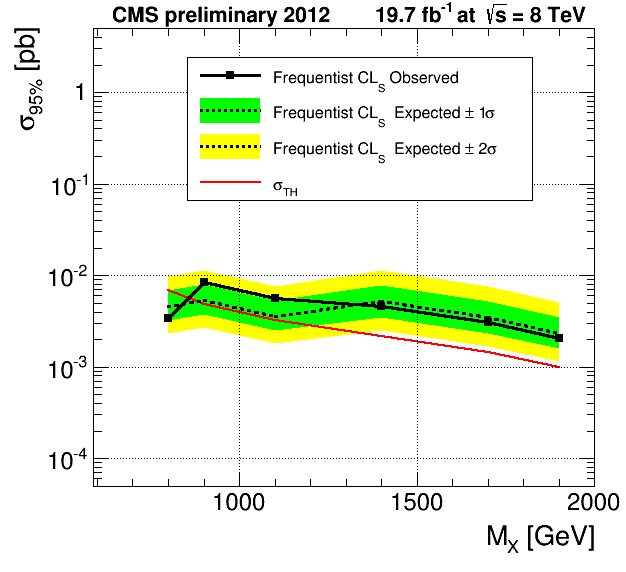 CMS preliminary 2012 19.7 fb⁻¹ at √s = 8 TeV
σ95% [pb]
Frequentist CLS Observed
Frequentist CLS Expected ± 1σ
Frequentist CLS Expected ± 2σ
σTH
1
10⁻¹
10⁻²
10⁻³
10⁻⁴
1000 1500 2000
MX [GeV]